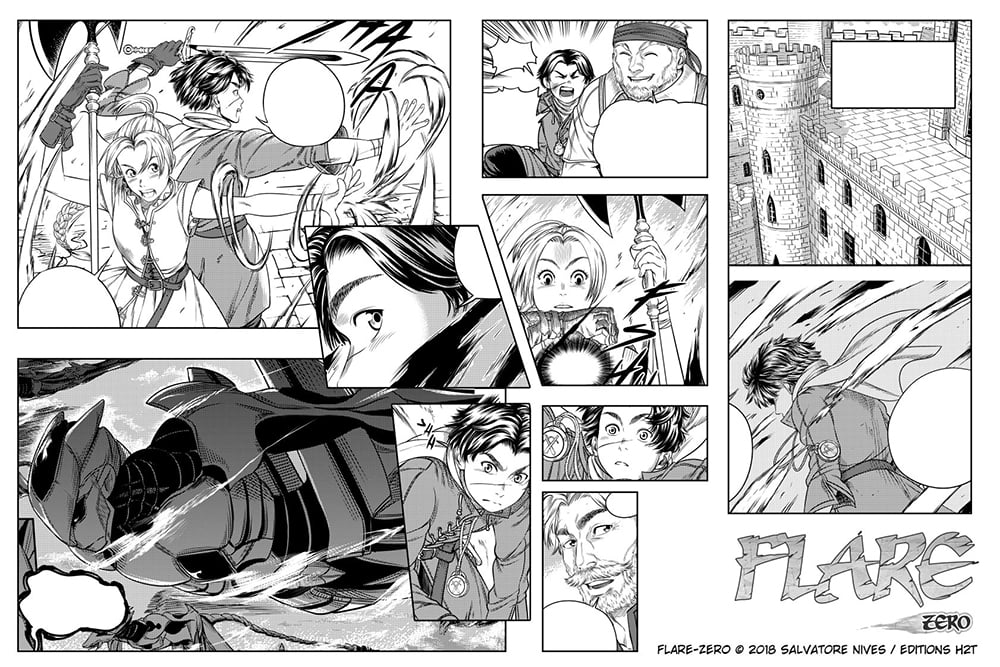 FLARE
ZERO
FLARE-ZERO © 2018 SALVATORE NIVES / EDITIONS H2T